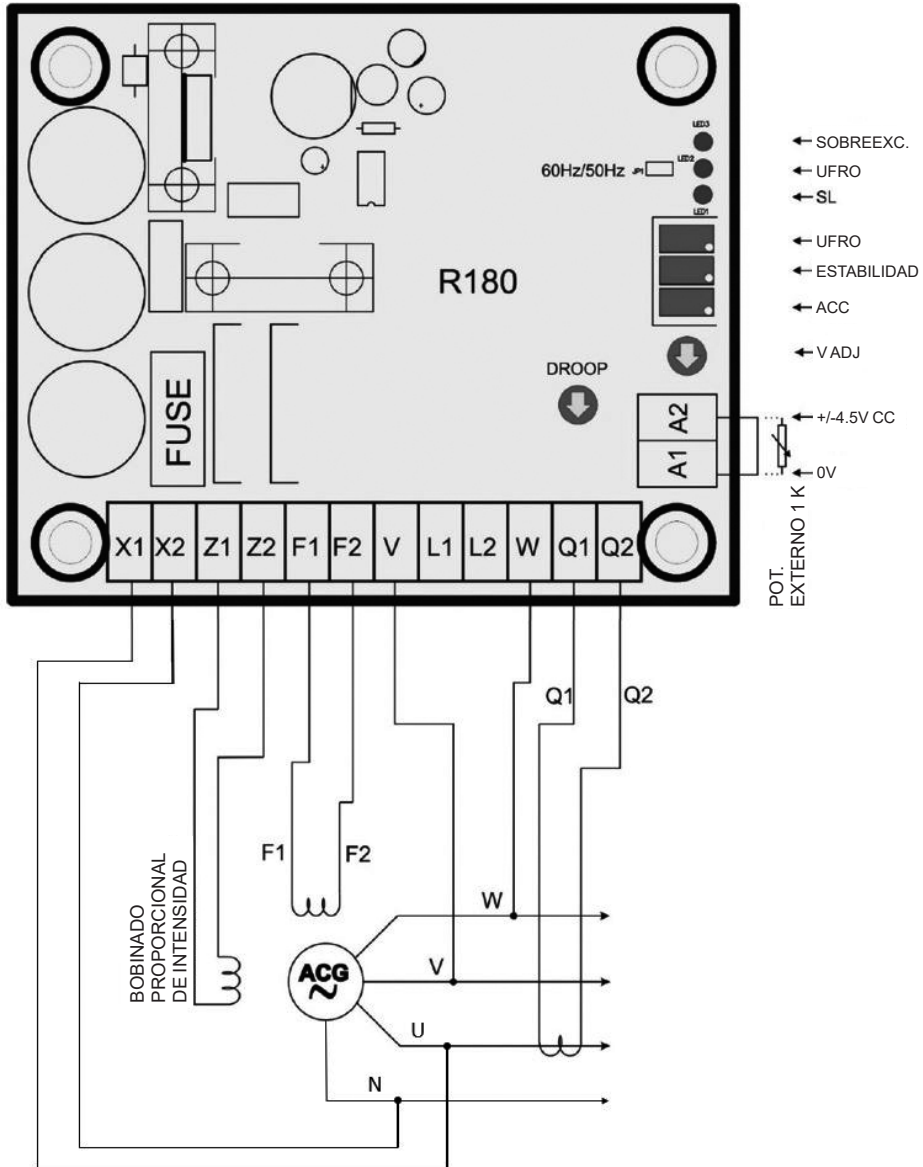 LED3
SOBREEXC.
60Hz/50Hz JP1 LED2
UFRO
SL
LED1
UFRO
ESTABILIDAD
R180
ACC
V ADJ
DROOP
FUSE
A2
A1
+/-4.5V CC
0V
POT.
EXTERNO 1 K
X1 X2 Z1 Z2 F1 F2 V L1 L2 W Q1 Q2
Q1 Q2
F1 F2
BOBINADO
PROPORCIONAL
DE INTENSIDAD
W
ACG
V
U
N